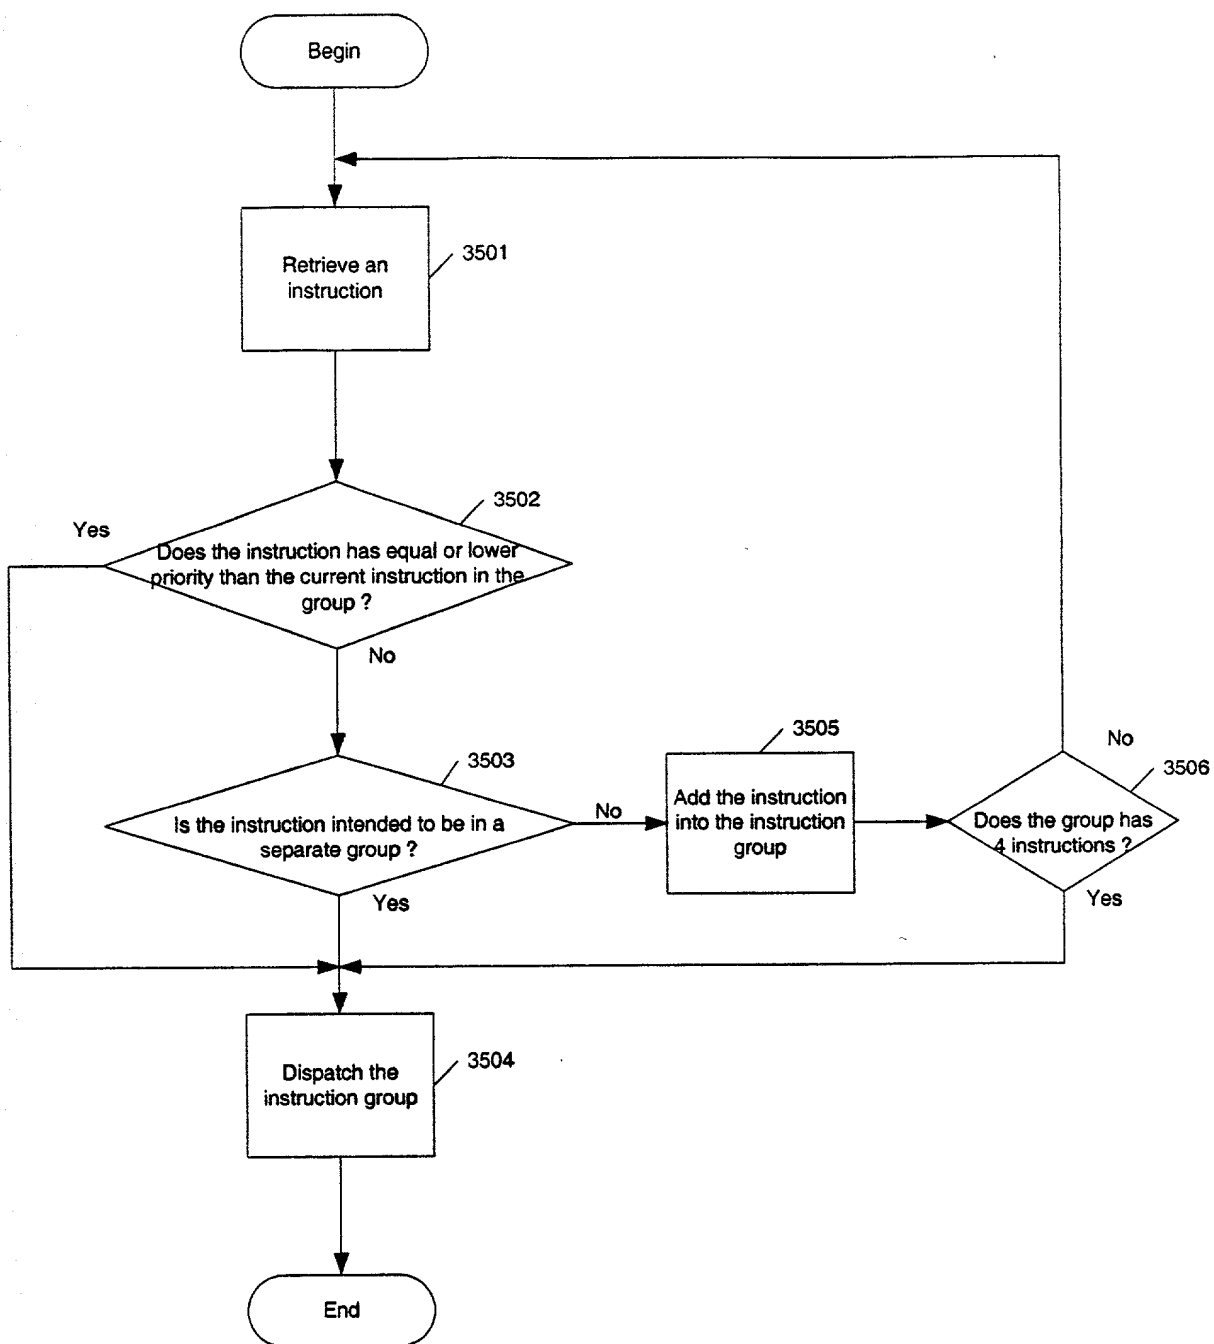 Begin
Retrieve an
instruction
3501
3502
Yes
Does the instruction has equal or lower
priority than the current instruction in the
group ?
No
3503
Is the instruction intended to be in a
separate group ?
No
Yes
3505
Add the instruction
into the instruction
group
No
3506
Does the group has
4 instructions ?
Yes
Dispatch the
instruction group
3504
End